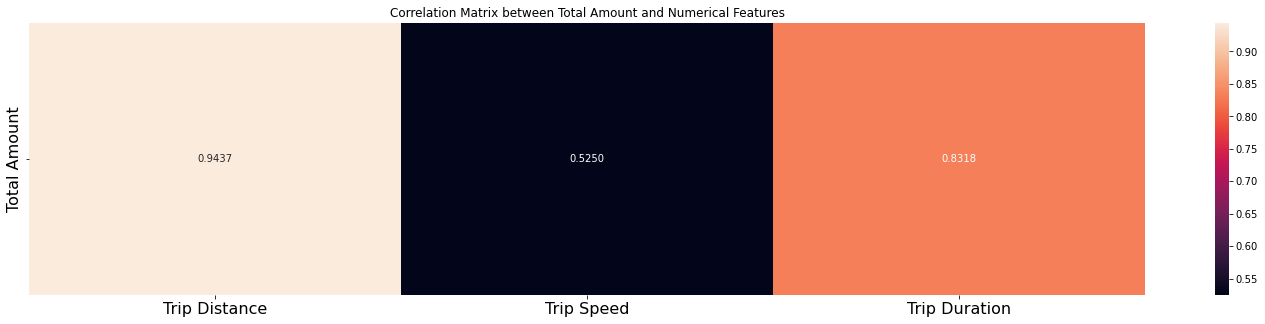 Correlation Matrix between Total Amount and Numerical Features
Total Amount
0.9437
0.5250
0.8318
Trip Distance
Trip Speed
Trip Duration
0.90
0.85
0.80
0.75
0.70
0.65
0.60
0.55